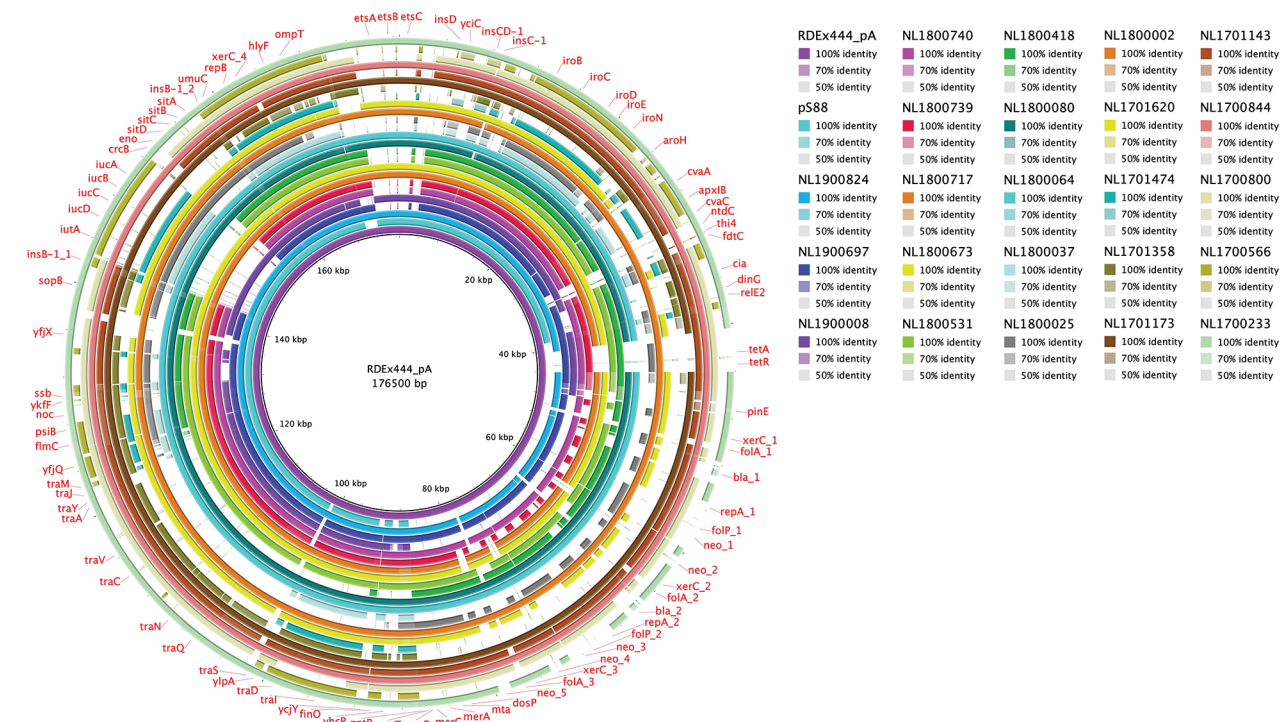 etsA
etsB
etsC
insD
yciC
insCD-1
insC-1
iroB
iroC
iroD
iroE
iroN
aroH
cvaA
apxIB
cvaC
ntdC
thi4
fdtC
cia
dinG
relE2
tetA
tetR
pinE
xerC_1
folA_1
bla_1
repA_1
folP_1
neo_1
neo_2
xerC_2
folA_2
bla_2
repA_2
folP_2
neo_3
neo_4
xerC_3
folA_3
neo_5
dosP
mta
merA
finO
ycjY
traI
traD
ylpA
traS
traQ
traN
traC
traV
traA
traY
traJ
traM
yfjQ
flmC
psiB
noc
ykfF
ssb
yfjX
sopB
insB-1_1
iutA
iucD
iucC
iucB
iucA
crcB
eno
sitD
sitC
sitB
sitA
insB-1_2
umuC
repB
xerC_4
hlyF
ompT
20 kbp
40 kbp
60 kbp
80 kbp
100 kbp
120 kbp
140 kbp
160 kbp
RDEx444_pA
176500 bp
RDEx444_pA
100% identity
70% identity
50% identity
pS88
100% identity
70% identity
50% identity
NL1900824
100% identity
70% identity
50% identity
NL1900697
100% identity
70% identity
50% identity
NL1900008
100% identity
70% identity
50% identity
NL1800740
100% identity
70% identity
50% identity
NL1800739
100% identity
70% identity
50% identity
NL1800717
100% identity
70% identity
50% identity
NL1800673
100% identity
70% identity
50% identity
NL1800531
100% identity
70% identity
50% identity
NL1800418
100% identity
70% identity
50% identity
NL1800080
100% identity
70% identity
50% identity
NL1800064
100% identity
70% identity
50% identity
NL1800037
100% identity
70% identity
50% identity
NL1800025
100% identity
70% identity
50% identity
NL1800002
100% identity
70% identity
50% identity
NL1701620
100% identity
70% identity
50% identity
NL1701474
100% identity
70% identity
50% identity
NL1701358
100% identity
70% identity
50% identity
NL1701173
100% identity
70% identity
50% identity
NL1701143
100% identity
70% identity
50% identity
NL1700844
100% identity
70% identity
50% identity
NL1700800
100% identity
70% identity
50% identity
NL1700566
100% identity
70% identity
50% identity
NL1700233
100% identity
70% identity
50% identity